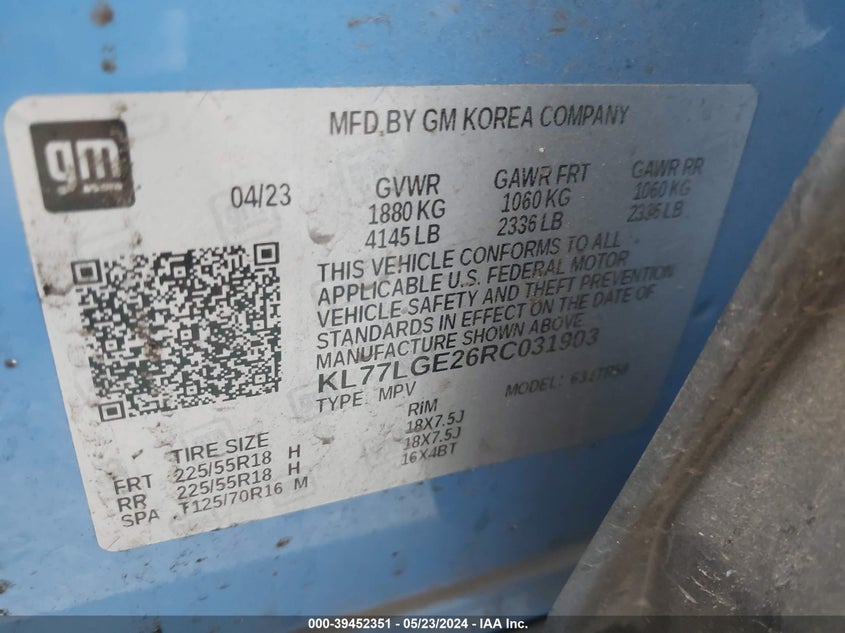 gm
MFD BY GM KOREA COMPANY
04/23
GVWR GAWR FRT GAWR RR
1880 KG 1060 KG 1060 KG
4145 LB 2336 LB 2336 LB
THIS VEHICLE CONFORMS TO ALL
APPLICABLE U.S. FEDERAL MOTOR
VEHICLE SAFETY AND THEFT PREVENTION
STANDARDS IN EFFECT ON THE DATE OF
MANUFACTURE SHOWN ABOVE
KL77LGE26RC031903
TYPE: MPV MODEL:
TIRE SIZE RiM
FRT 225/55R18 H 18X7.5J
RR 225/55R18 H 18X7.5J
SPA T125/70R16 M 16X4BT
000-39452351 - 05/23/2024 - IAA Inc.